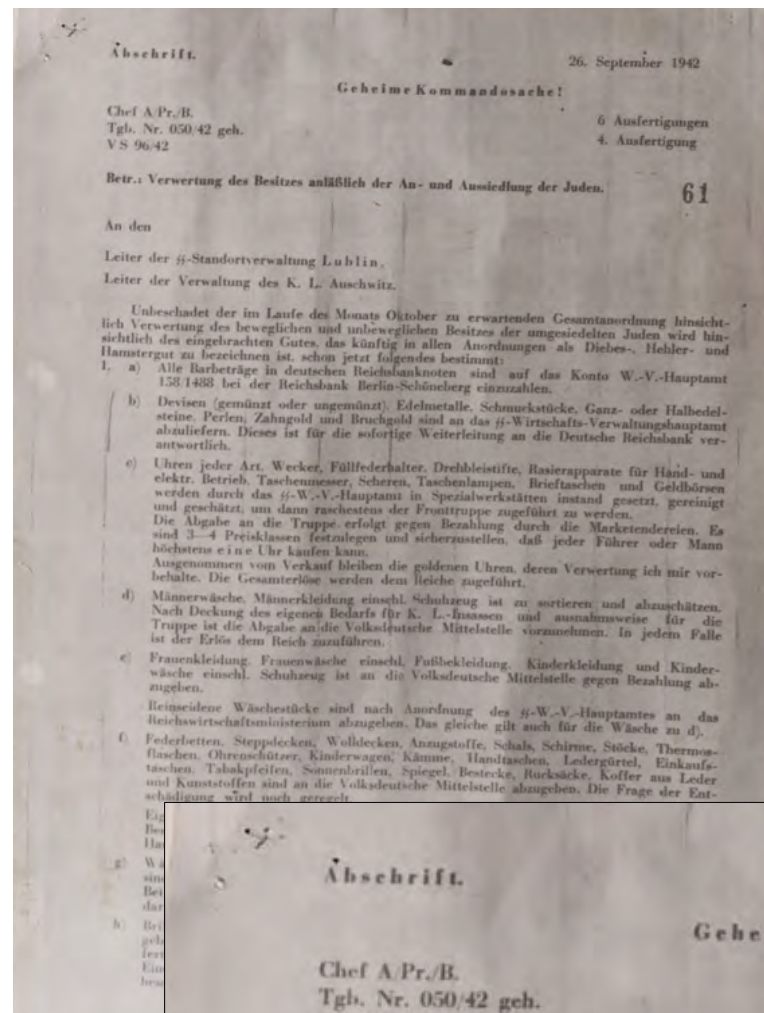 Abschrift.
26. September 1942
Geheime Kommandosache!
Chef A/Pr./B.
Tgb. Nr. 050/42 geh.
VS 96/42
6 Ausfertigungen
4. Ausfertigung
Betr.: Verwertung des Besitzes anläßlich der An- und Aussiedlung der Juden.
61
An den
Leiter der ᛋᛋ-Standortverwaltung Lublin,
Leiter der Verwaltung des K. L. Auschwitz.
Unbeschadet der im Laufe des Monats Oktober zu erwartenden Gesamtanordnung hinsicht-
lich Verwertung des beweglichen und unbeweglichen Besitzes der umgesiedelten Juden wird hin-
sichtlich des eingebrachten Gutes, das künftig in allen Anordnungen als Diebes-, Hehler- und
Hamstergut zu bezeichnen ist, schon jetzt folgendes bestimmt:
1. a) Alle Barbeträge in deutschen Reichsbanknoten sind auf das Konto W.-V.-Hauptamt
158/1488 bei der Reichsbank Berlin-Schöneberg einzuzahlen.
b) Devisen (gemünzt oder ungemünzt), Edelmetalle, Schmuckstücke, Ganz- oder Halbedel-
steine, Perlen, Zahngold und Bruchgold sind an das ᛋᛋ-Wirtschafts-Verwaltungshauptamt
abzuliefern. Dieses ist für die sofortige Weiterleitung an die Deutsche Reichsbank ver-
antwortlich.
c) Uhren jeder Art, Wecker, Füllfederhalter, Drehbleistifte, Rasierapparate für Hand- und
elektr. Betrieb, Taschenmesser, Scheren, Taschenlampen, Brieftaschen und Geldbörsen
werden durch das ᛋᛋ-W.-V.-Hauptamt in Spezialwerkstätten instand gesetzt, gereinigt
und geschätzt, um dann raschestens der Fronttruppe zugeführt zu werden.
Die Abgabe an die Truppe erfolgt gegen Bezahlung durch die Marketendereien. Es
sind 3—4 Preisklassen festzulegen und sicherzustellen, daß jeder Führer oder Mann
höchstens eine Uhr kaufen kann.
Ausgenommen vom Verkauf bleiben die goldenen Uhren, deren Verwertung ich mir vor-
behalte. Die Gesamterlöse werden dem Reiche zugeführt.
d) Männerwäsche, Männerkleidung einschl. Schuhzeug ist zu sortieren und abzuschätzen.
Nach Deckung des eigenen Bedarfs für K. L.-Insassen und ausnahmsweise für die
Truppe ist die Abgabe an die Volksdeutsche Mittelstelle vorzunehmen. In jedem Falle
ist der Erlös dem Reich zuzuführen.
e) Frauenkleidung, Frauenwäsche einschl. Fußbekleidung, Kinderkleidung und Kinder-
wäsche einschl. Schuhzeug ist an die Volksdeutsche Mittelstelle gegen Bezahlung ab-
zugeben.
Reinseidene Wäschestücke sind nach Anordnung des ᛋᛋ-W.-V.-Hauptamtes an das
Reichswirtschaftsministerium abzugeben. Das gleiche gilt auch für die Wäsche zu d).
f) Federbetten, Steppdecken, Wolldecken, Anzugstoffe, Schals, Schirme, Stöcke, Thermos-
flaschen, Ohrenschützer, Kinderwagen, Kämme, Handtaschen, Ledergürtel, Einkaufs-
taschen, Tabakpfeifen, Sonnenbrillen, Spiegel, Bestecke, Rucksäcke, Koffer aus Leder
und Kunststoffen sind an die Volksdeutsche Mittelstelle abzugeben. Die Frage der Ent-
schädigung wird noch geregelt.
g)
h)
Abschrift.
Gehe
Chef A/Pr./B.
Tgb. Nr. 050/42 geh.